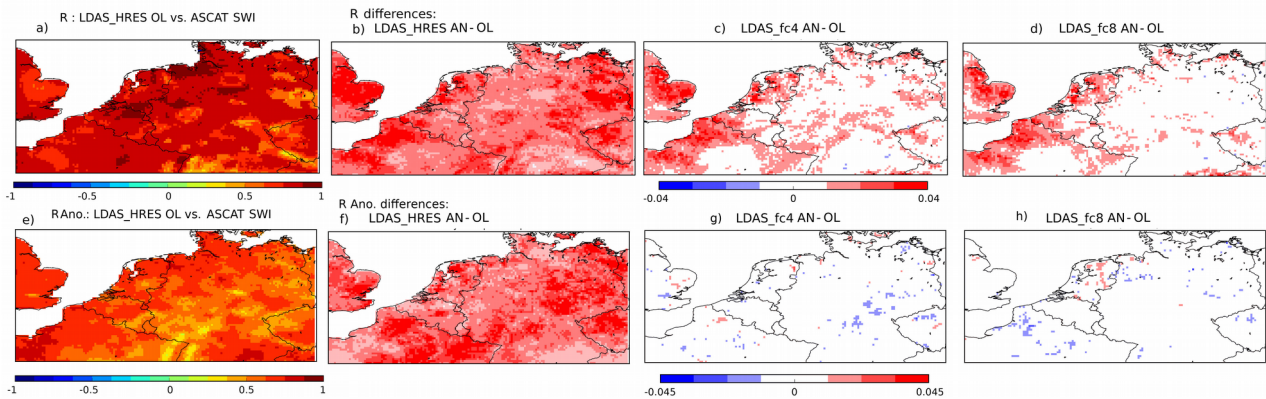 R : LDAS_HRES OL vs. ASCAT SWI
R differences:
a)
b) LDAS_HRES AN- OL
c) LDAS_fc4 AN- OL
d) LDAS_fc8 AN- OL
-1 -0.5 0 0.5 1
-0.04 0 0.04
e) R Ano.: LDAS_HRES OL vs. ASCAT SWI
R Ano. differences:
f) LDAS_HRES AN- OL
g) LDAS_fc4 AN- OL
h) LDAS_fc8 AN- OL
-1 -0.5 0 0.5 1
-0.045 0 0.045